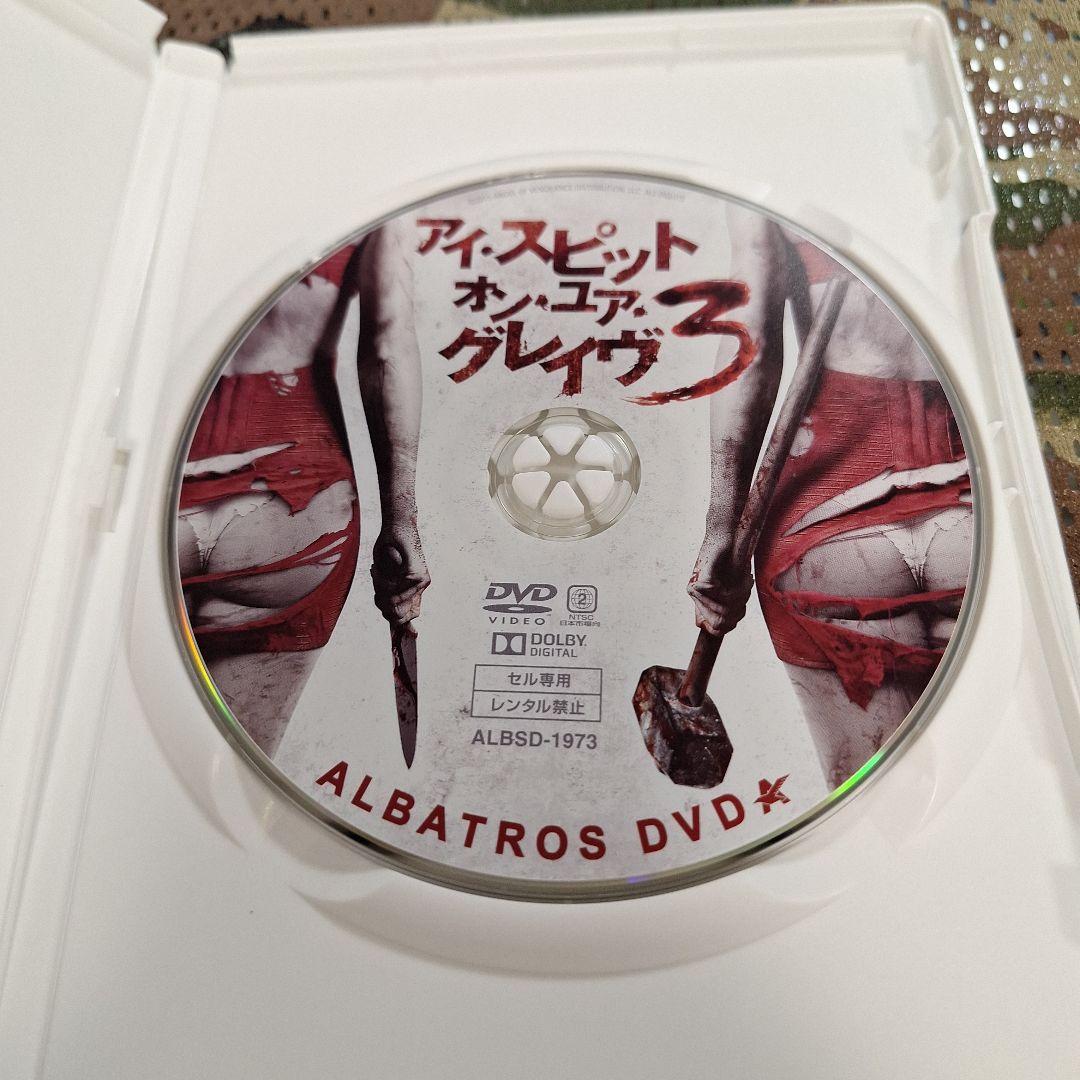 アイ・スピット
オン・ユア・
グレイヴ3
DVD
VIDEO
2
NTSC
日本市場向
DOLBY
DIGITAL
セル専用
レンタル禁止
ALBSD-1973
ALBATROS DVD